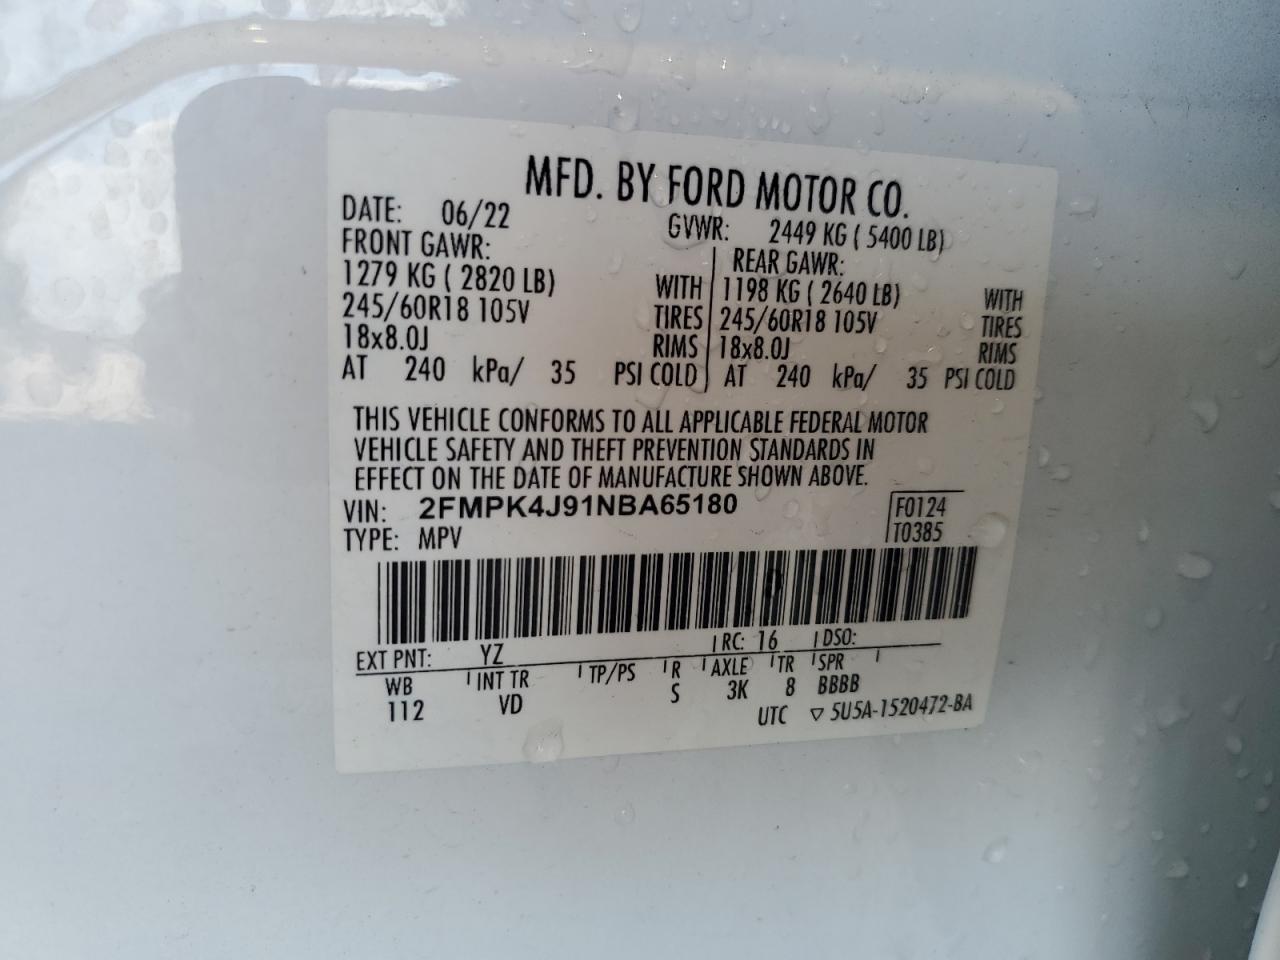 MFD. BY FORD MOTOR CO.
DATE: 06/22 GVWR: 2449 KG ( 5400 LB)
FRONT GAWR: REAR GAWR:
1279 KG ( 2820 LB) WITH 1198 KG ( 2640 LB) WITH
245/60R18 105V TIRES 245/60R18 105V TIRES
18x8.0J RIMS 18x8.0J RIMS
AT 240 kPa/ 35 PSI COLD AT 240 kPa/ 35 PSI COLD
THIS VEHICLE CONFORMS TO ALL APPLICABLE FEDERAL MOTOR
VEHICLE SAFETY AND THEFT PREVENTION STANDARDS IN
EFFECT ON THE DATE OF MANUFACTURE SHOWN ABOVE.
VIN: 2FMPK4J91NBA65180 F0124
TYPE: MPV T0385
EXT PNT: YZ RC: 16 DSO:
WB INT TR TP/PS R AXLE TR SPR
112 VD S 3K 8 BBBB
UTC ▽ 5U5A-1520472-BA